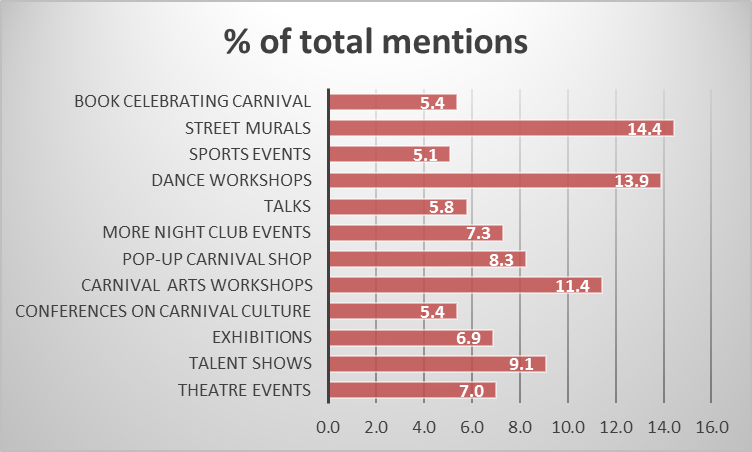 % of total mentions
BOOK CELEBRATING CARNIVAL 5.4
STREET MURALS 14.4
SPORTS EVENTS 5.1
DANCE WORKSHOPS 13.9
TALKS 5.8
MORE NIGHT CLUB EVENTS 7.3
POP-UP CARNIVAL SHOP 8.3
CARNIVAL ARTS WORKSHOPS 11.4
CONFERENCES ON CARNIVAL CULTURE 5.4
EXHIBITIONS 6.9
TALENT SHOWS 9.1
THEATRE EVENTS 7.0
0.0 2.0 4.0 6.0 8.0 10.0 12.0 14.0 16.0